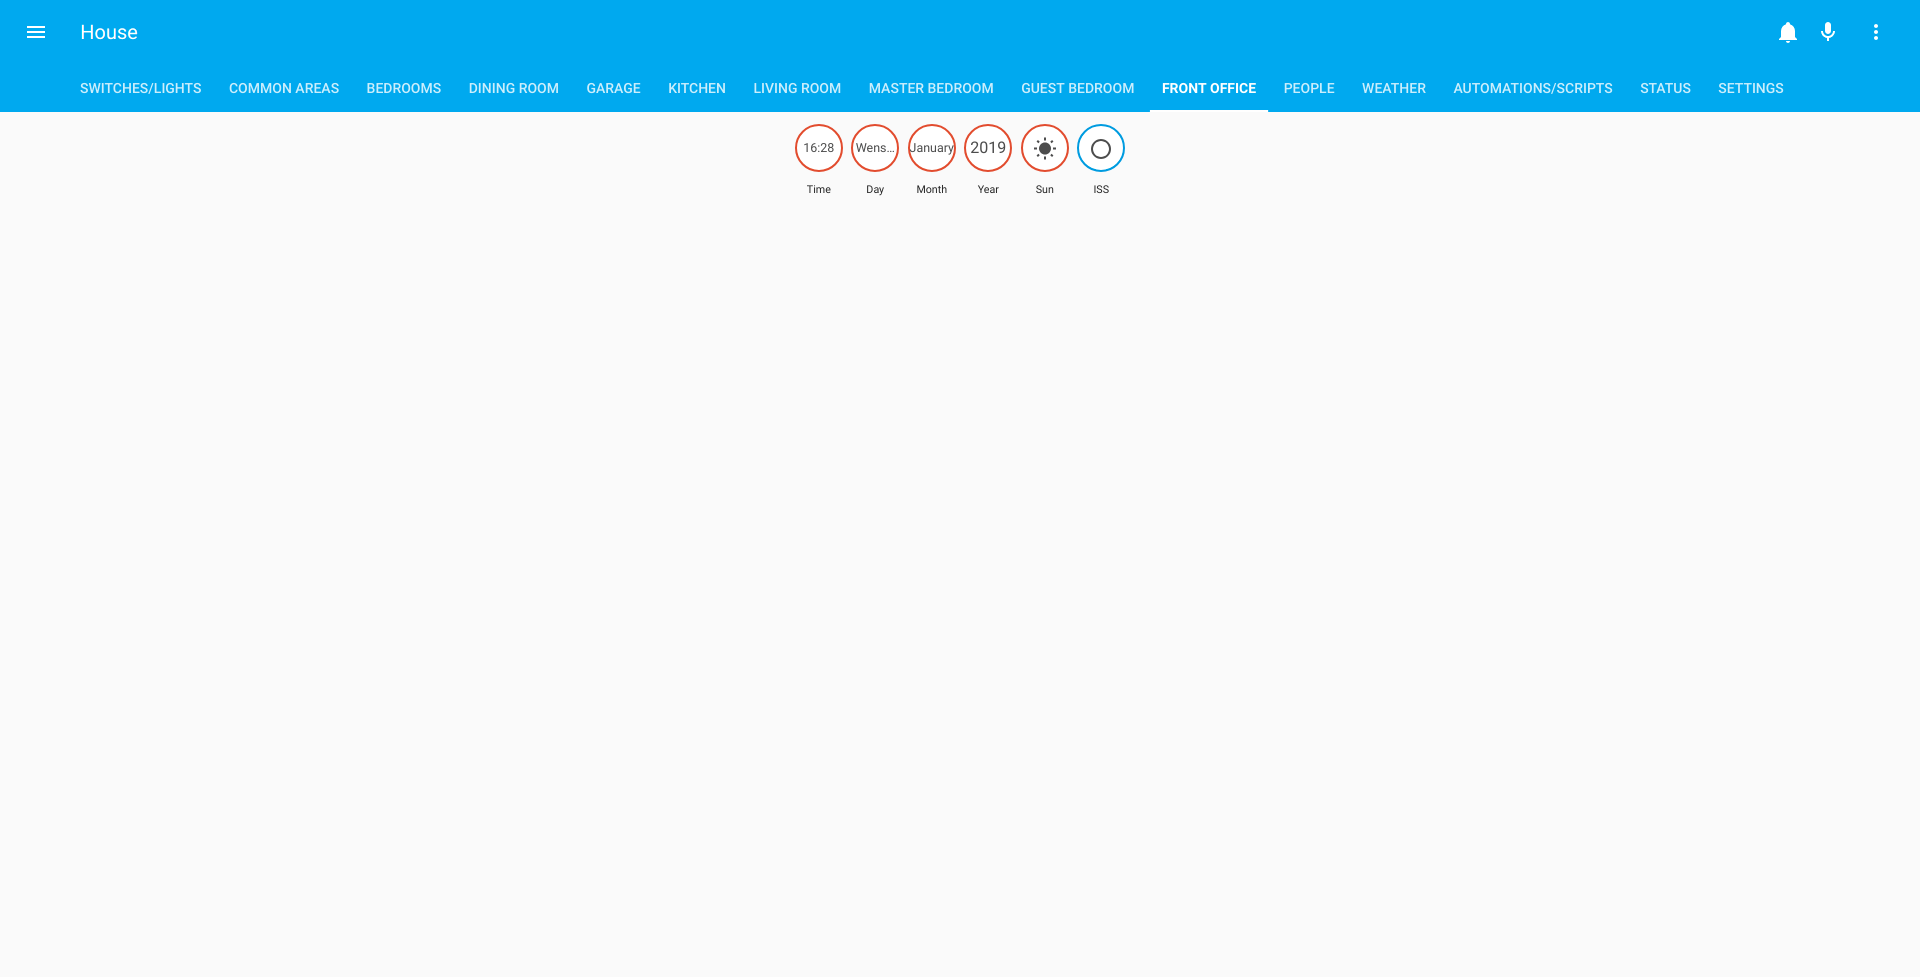 House
SWITCHES/LIGHTS COMMON AREAS BEDROOMS DINING ROOM GARAGE KITCHEN LIVING ROOM MASTER BEDROOM GUEST BEDROOM FRONT OFFICE PEOPLE WEATHER AUTOMATIONS/SCRIPTS STATUS SETTINGS
16:28 Wens... January 2019
Time Day Month Year Sun ISS